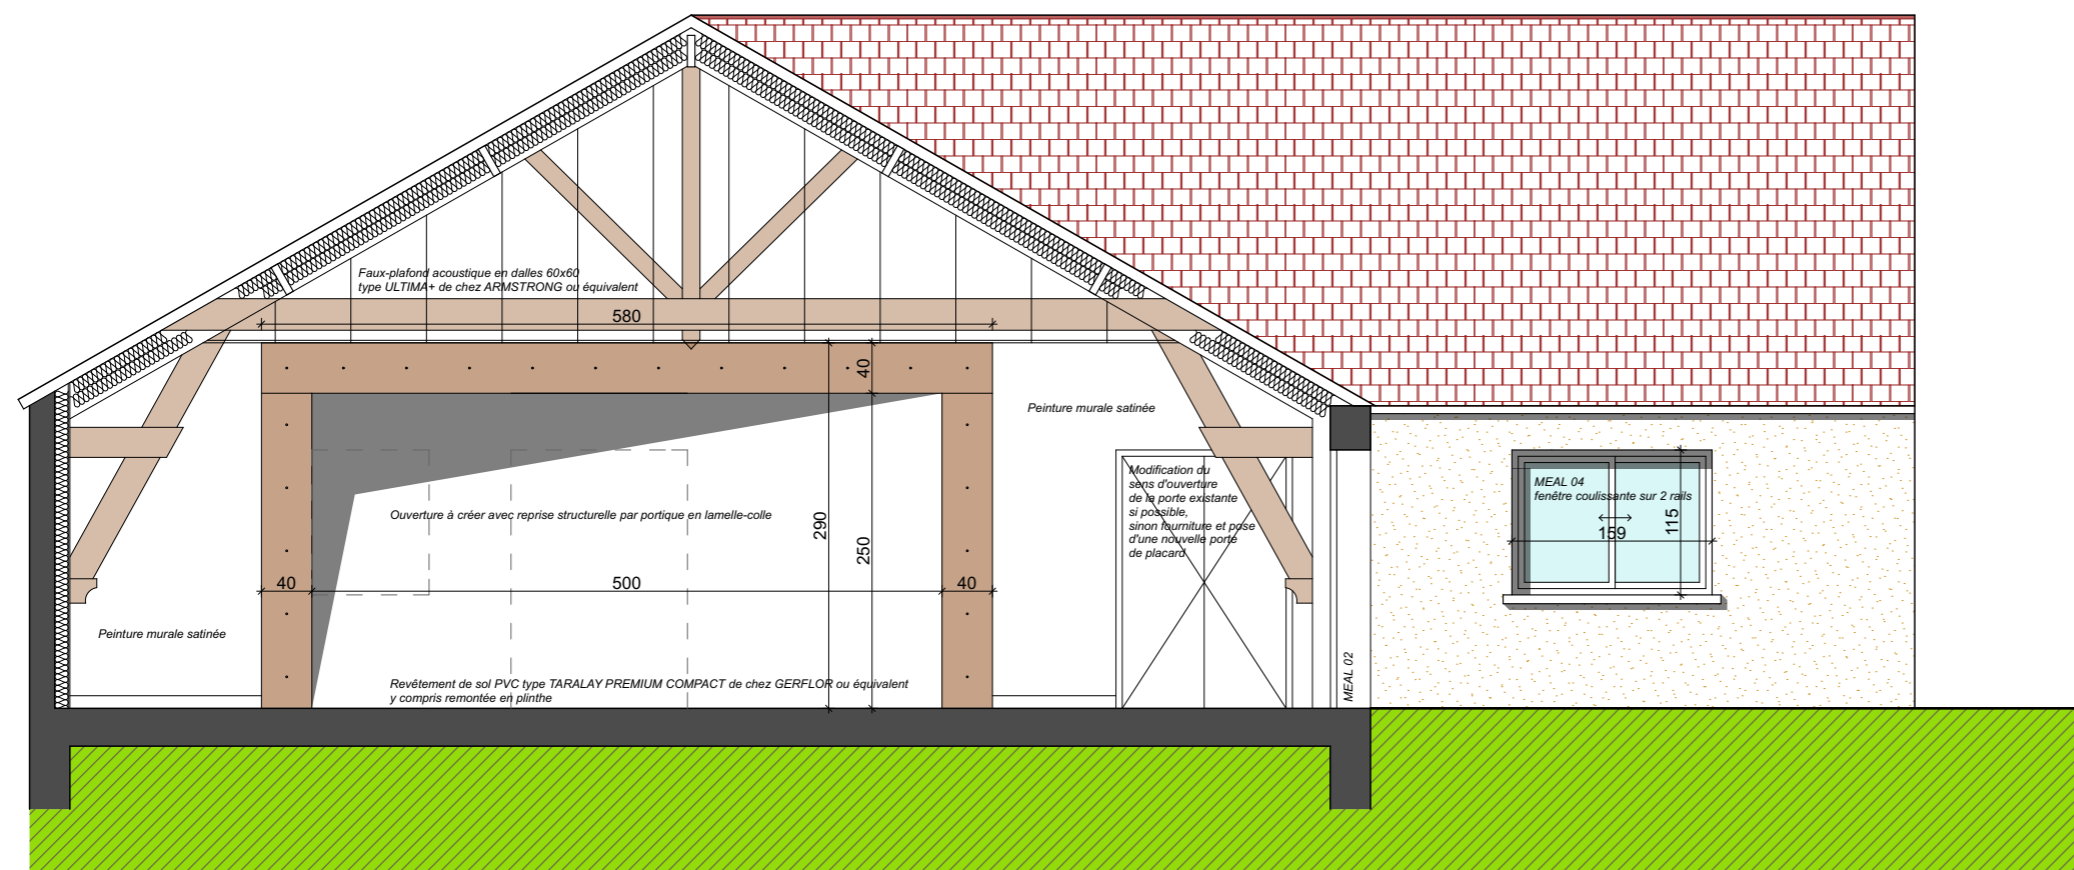 Faux-plafond acoustique en dalles 60x60
type ULTIMA+ de chez ARMSTRONG ou équivalent
580
40
Peinture murale satinée
Modification du
sens d'ouverture
de la porte existante
si possible,
sinon fourniture et pose
d'une nouvelle porte
de placard
MEAL 04
fenêtre coulissante sur 2 rails
159
115
Ouverture à créer avec reprise structurelle par portique en lamelle-colle
290
250
40
500
40
Peinture murale satinée
MEAL 02
Revêtement de sol PVC type TARALAY PREMIUM COMPACT de chez GERFLOR ou équivalent
y compris remontée en plinthe